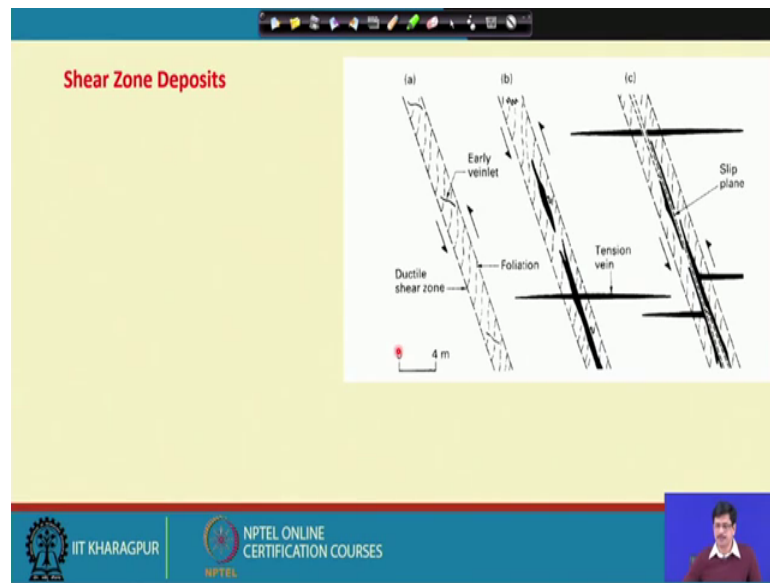 Shear Zone Deposits
(a)
(b)
(c)
Early
veinlet
Slip
plane
Tension
vein
Foliation
Ductile
shear zone
4 m
IIT KHARAGPUR
NPTEL
NPTEL ONLINE
CERTIFICATION COURSES